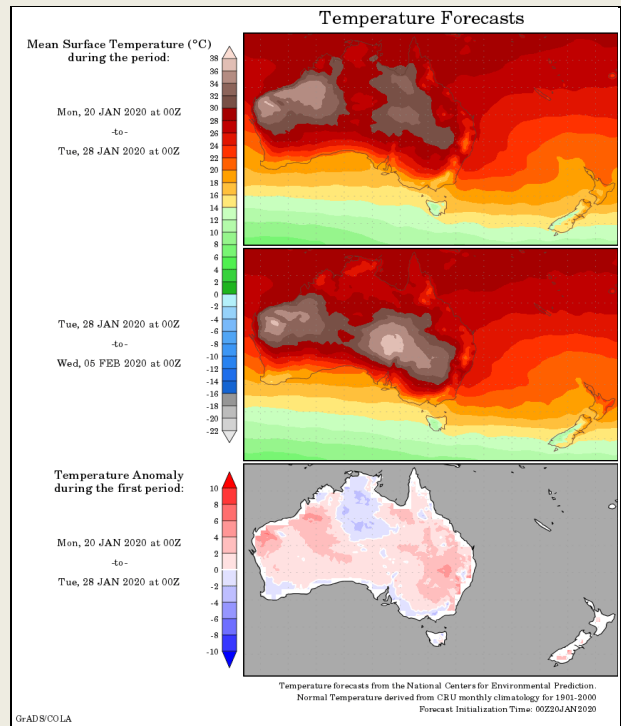 Temperature Forecasts
Mean Surface Temperature (°C)
during the period:
Mon, 20 JAN 2020 at 00Z
-to-
Tue, 28 JAN 2020 at 00Z
38
36
34
32
30
28
26
24
22
20
18
16
14
12
10
8
6
4
2
0
-2
-4
-6
-8
-10
-12
-14
-16
-18
-20
-22
Tue, 28 JAN 2020 at 00Z
-to-
Wed, 05 FEB 2020 at 00Z
Temperature Anomaly
during the first period:
Mon, 20 JAN 2020 at 00Z
-to-
Tue, 28 JAN 2020 at 00Z
10
8
6
4
2
0
-2
-4
-6
-8
-10
Temperature forecasts from the National Centers for Environmental Prediction.
Normal Temperature derived from CRU monthly climatology for 1901-2000
Forecast Initialization Time: 00Z20JAN2020
GrADS/COLA